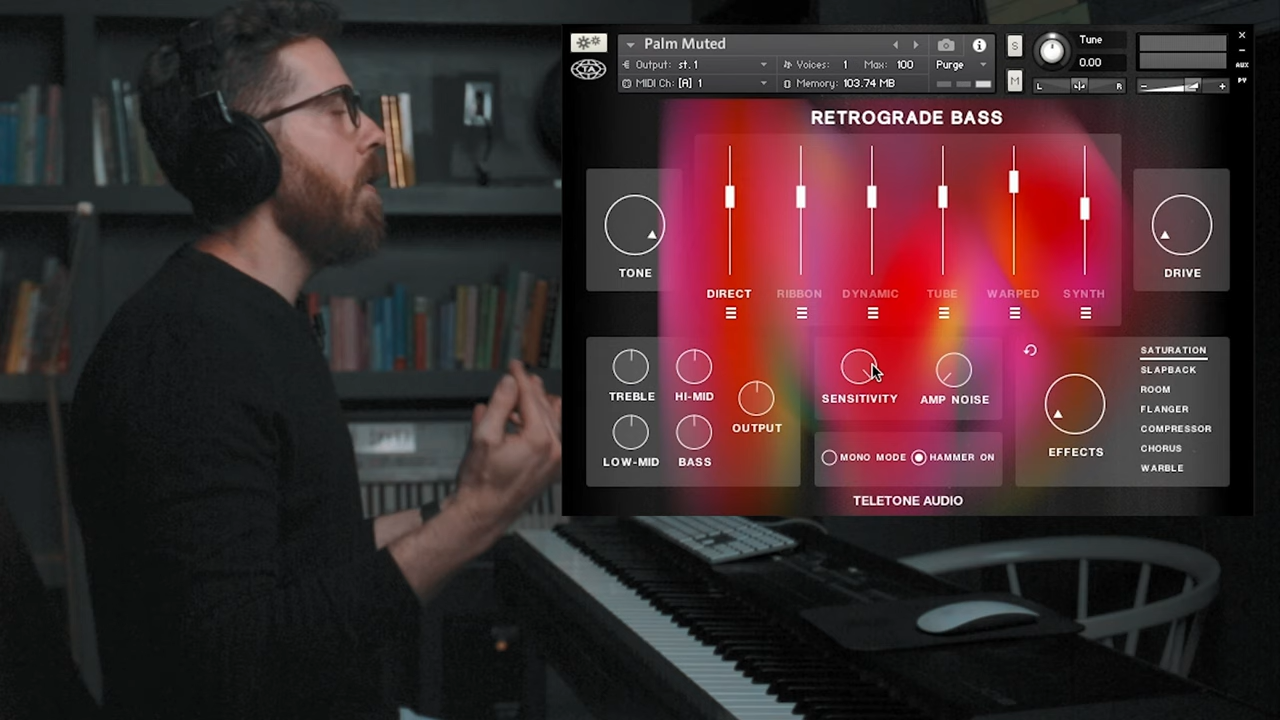 Palm Muted
S
Tune
0.00
Output: st. 1
Voices: 1 Max: 100
Purge
AUX
PV
MIDI Ch: [A] 1
Memory: 103.74 MB
M
L R
- +
RETROGRADE BASS
TONE
DIRECT RIBBON DYNAMIC TUBE WARPED SYNTH
DRIVE
TREBLE
HI-MID
LOW-MID
BASS
OUTPUT
SENSITIVITY
AMP NOISE
MONO MODE
HAMMER ON
EFFECTS
SATURATION
SLAPBACK
ROOM
FLANGER
COMPRESSOR
CHORUS
WARBLE
TELETONE AUDIO